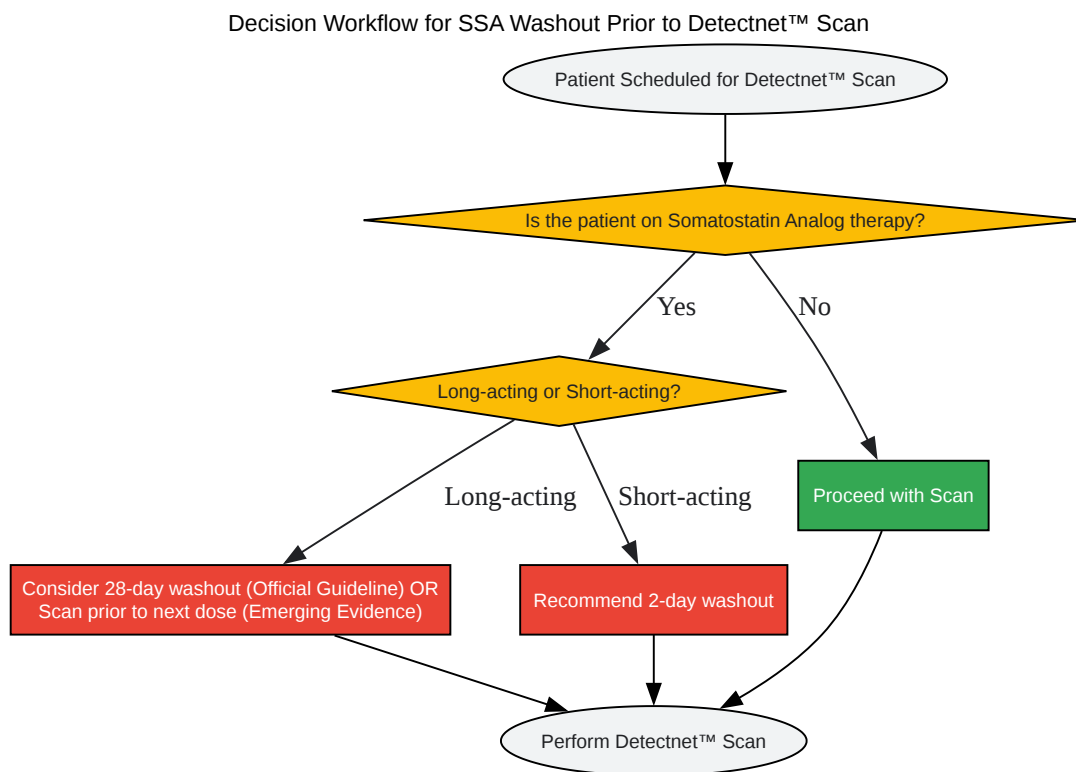 Decision Workflow for SSA Washout Prior to Detectnet™ Scan
Patient Scheduled for Detectnet™ Scan
Is the patient on Somatostatin Analog therapy?
Yes
No
Long-acting or Short-acting?
Long-acting
Short-acting
Proceed with Scan
Consider 28-day washout (Official Guideline) OR
Scan prior to next dose (Emerging Evidence)
Recommend 2-day washout
Perform Detectnet™ Scan